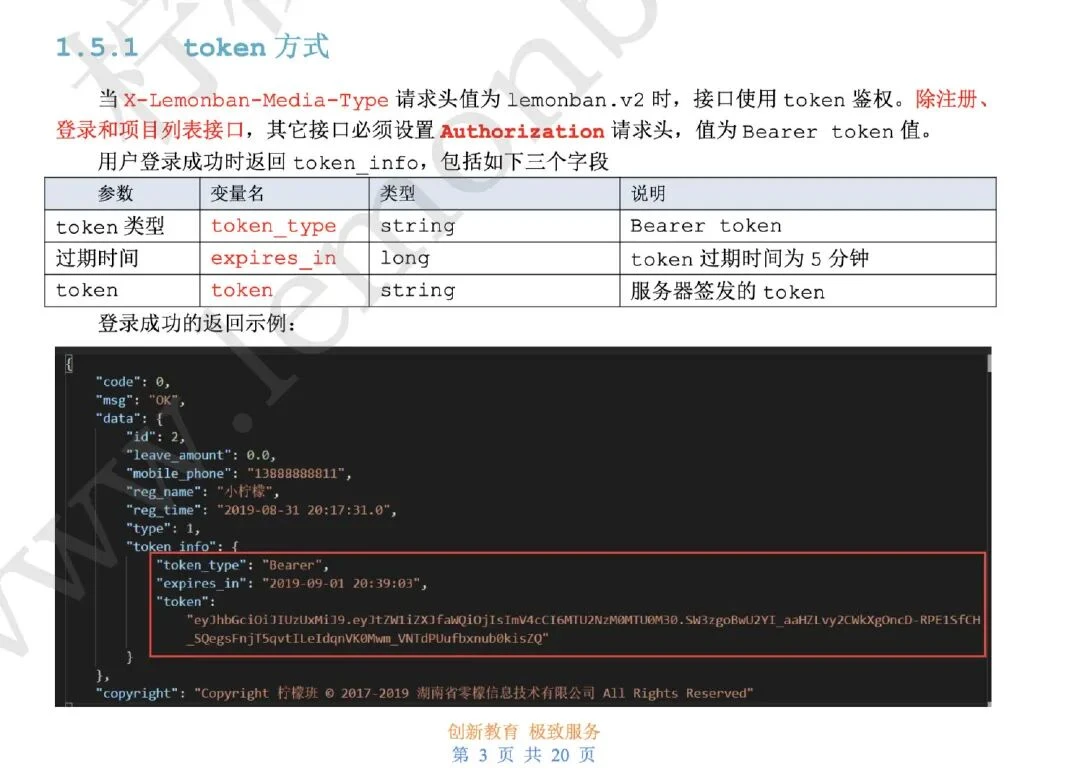 1.5.1 token 方式
当 X-Lemonban-Media-Type 请求头值为 lemonban.v2 时，接口使用 token 鉴权。除注册、
登录和项目列表接口，其它接口必须设置 Authorization 请求头，值为 Bearer token 值。
用户登录成功时返回 token_info，包括如下三个字段
参数 变量名 类型 说明
token 类型 token_type string Bearer token
过期时间 expires_in long token 过期时间为 5 分钟
token token string 服务器签发的 token
登录成功的返回示例：
{
"code": 0,
"msg": "OK",
"data": {
"id": 2,
"leave_amount": 0.0,
"mobile_phone": "13888888811",
"reg_name": "小柠檬",
"reg_time": "2019-08-31 20:17:31.0",
"type": 1,
"token_info": {
"token_type": "Bearer",
"expires_in": "2019-09-01 20:39:03",
"token":
"eyJhbGciOiJIUzUxMiJ9.eyJtZW1iZXJfaWQiOjIsImV4cCI6MTU2NzM0MTU0M30.SW3zgoBwU2YI_aaHZLvy2CWkXgOncD-RPE1SfCH
_SQegsFnjT5qvtILeIdqnVK0Mwm_VNTdPUufbxnub0kisZQ"
}
},
"copyright": "Copyright 柠檬班 © 2017-2019 湖南省零檬信息技术有限公司 All Rights Reserved"
创新教育 极致服务
第 3 页 共 20 页